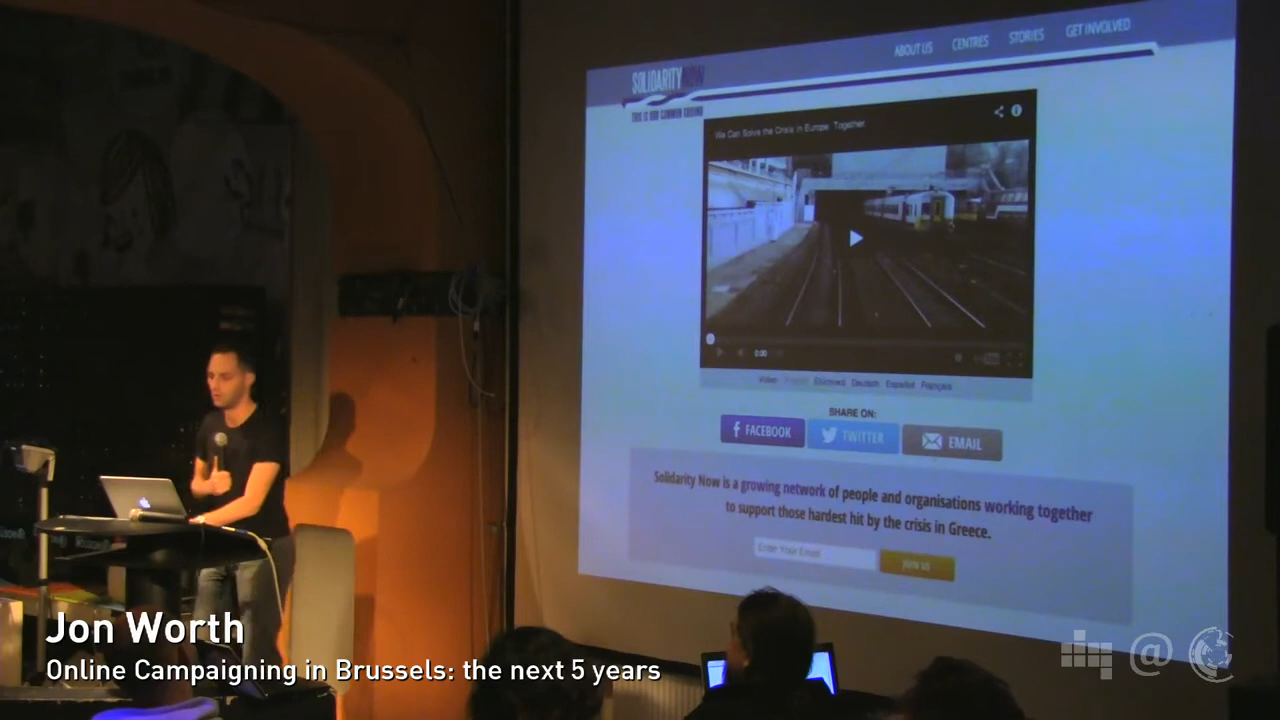 ABOUT US CENTRES STORIES GET INVOLVED
SOLIDARITY NOW
THIS IS OUR COMMON GROUND
We Can Solve the Crisis in Europe. Together.
0:00
Deutsch Español Français
SHARE ON:
FACEBOOK TWITTER EMAIL
Solidarity Now is a growing network of people and organisations working together
to support those hardest hit by the crisis in Greece.
Enter Your Email JOIN US
Jon Worth
Online Campaigning in Brussels: the next 5 years
@